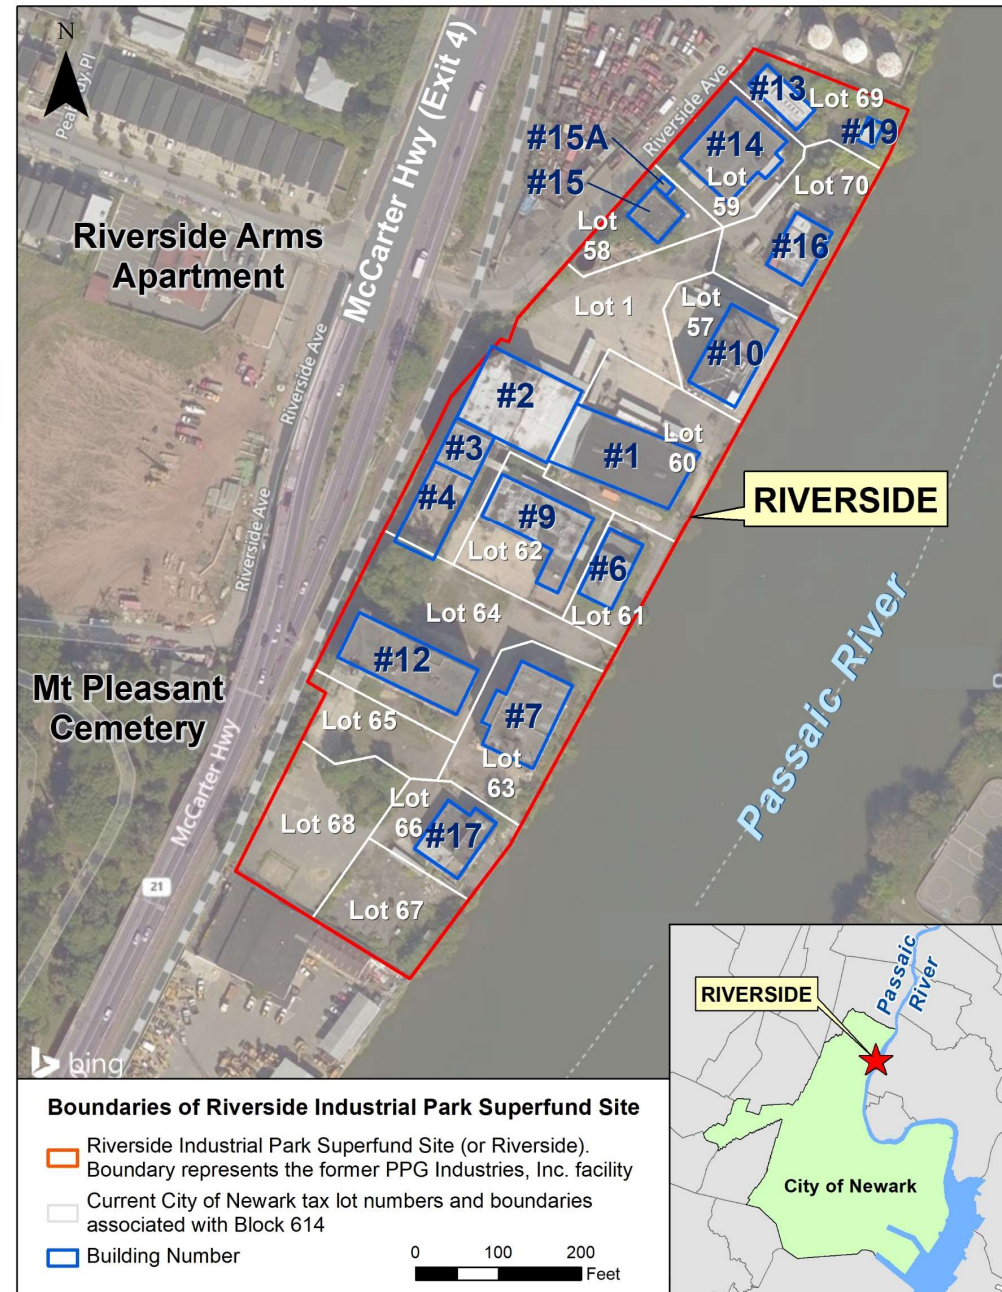 N
Pea
dy.Pl
McCarter Hwy (Exit 4)
Riverside Ave
#13
Lot 69
#19
#15A
#14
#15
Lot
59
Lot 70
Riverside Arms
Apartment
Lot
58
#16
Lot 1
Lot
57
#10
Riverside Ave
#2
#3
#1
Lot
60
#4
RIVERSIDE
#9
Lot 62
Riverside Ave
#6
Lot 61
Lot 64
#12
Passaic River
Mt Pleasant
Cemetery
Lot 65
#7
Lot
63
McCarter Hwy
Lot
66
#17
Lot 68
21
Lot 67
bing
Passaic
River
RIVERSIDE
City of Newark
Boundaries of Riverside Industrial Park Superfund Site
Riverside Industrial Park Superfund Site (or Riverside).
Boundary represents the former PPG Industries, Inc. facility
Current City of Newark tax lot numbers and boundaries
associated with Block 614
Building Number
0 100 200
Feet